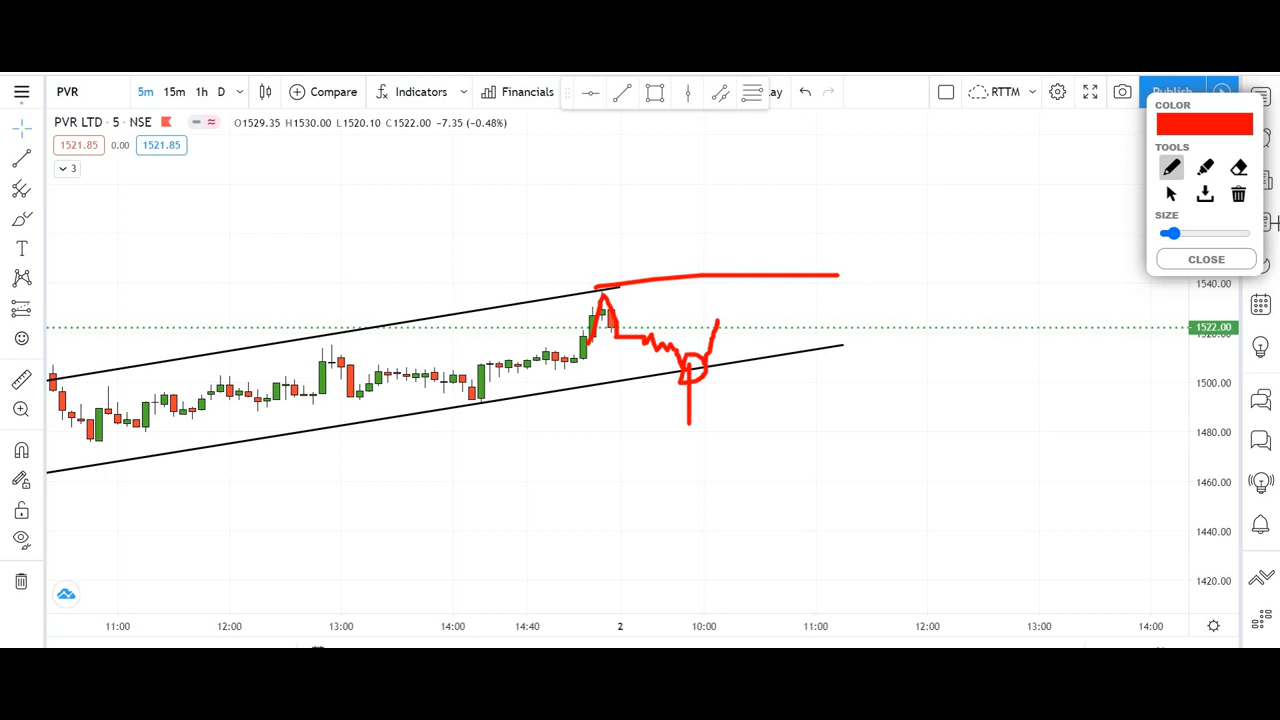 PVR 5m 15m 1h D Compare Indicators Financials ay RTTM Publish
COLOR
PVR LTD · 5 · NSE O1529.35 H1530.00 L1520.10 C1522.00 −7.35 (−0.48%)
1521.85 0.00 1521.85
TOOLS
3
SIZE
CLOSE
1540.00
1522.00
1500.00
1480.00
1460.00
1440.00
1420.00
11:00 12:00 13:00 14:00 14:40 2 10:00 11:00 12:00 13:00 14:00